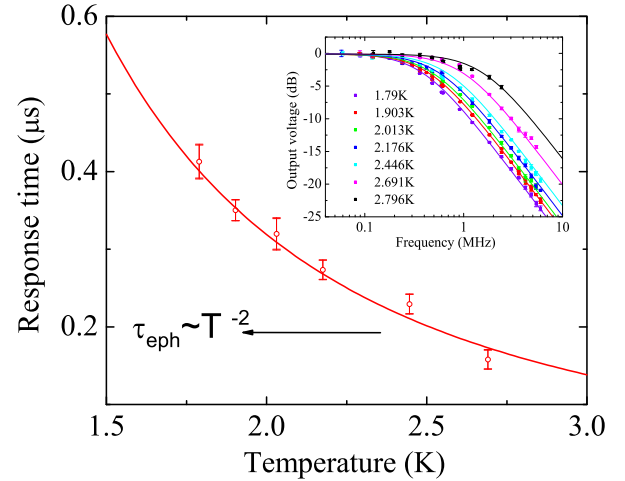 0.6
0.4
0.2
1.5
2.0
2.5
3.0
Response time (μs)
Temperature (K)
τeph~T -2
0
-5
-10
-15
-20
-25
0.1
1
10
Output voltage (dB)
Frequency (MHz)
1.79K
1.903K
2.013K
2.176K
2.446K
2.691K
2.796K